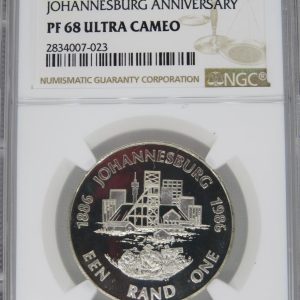 JOHANNESBURG ANNIVERSARY
PF 68 ULTRA CAMEO
2834007-023
NUMISMATIC GUARANTY CORPORATION
NGC
1886 JOHANNESBURG 1986
EEN RAND ONE